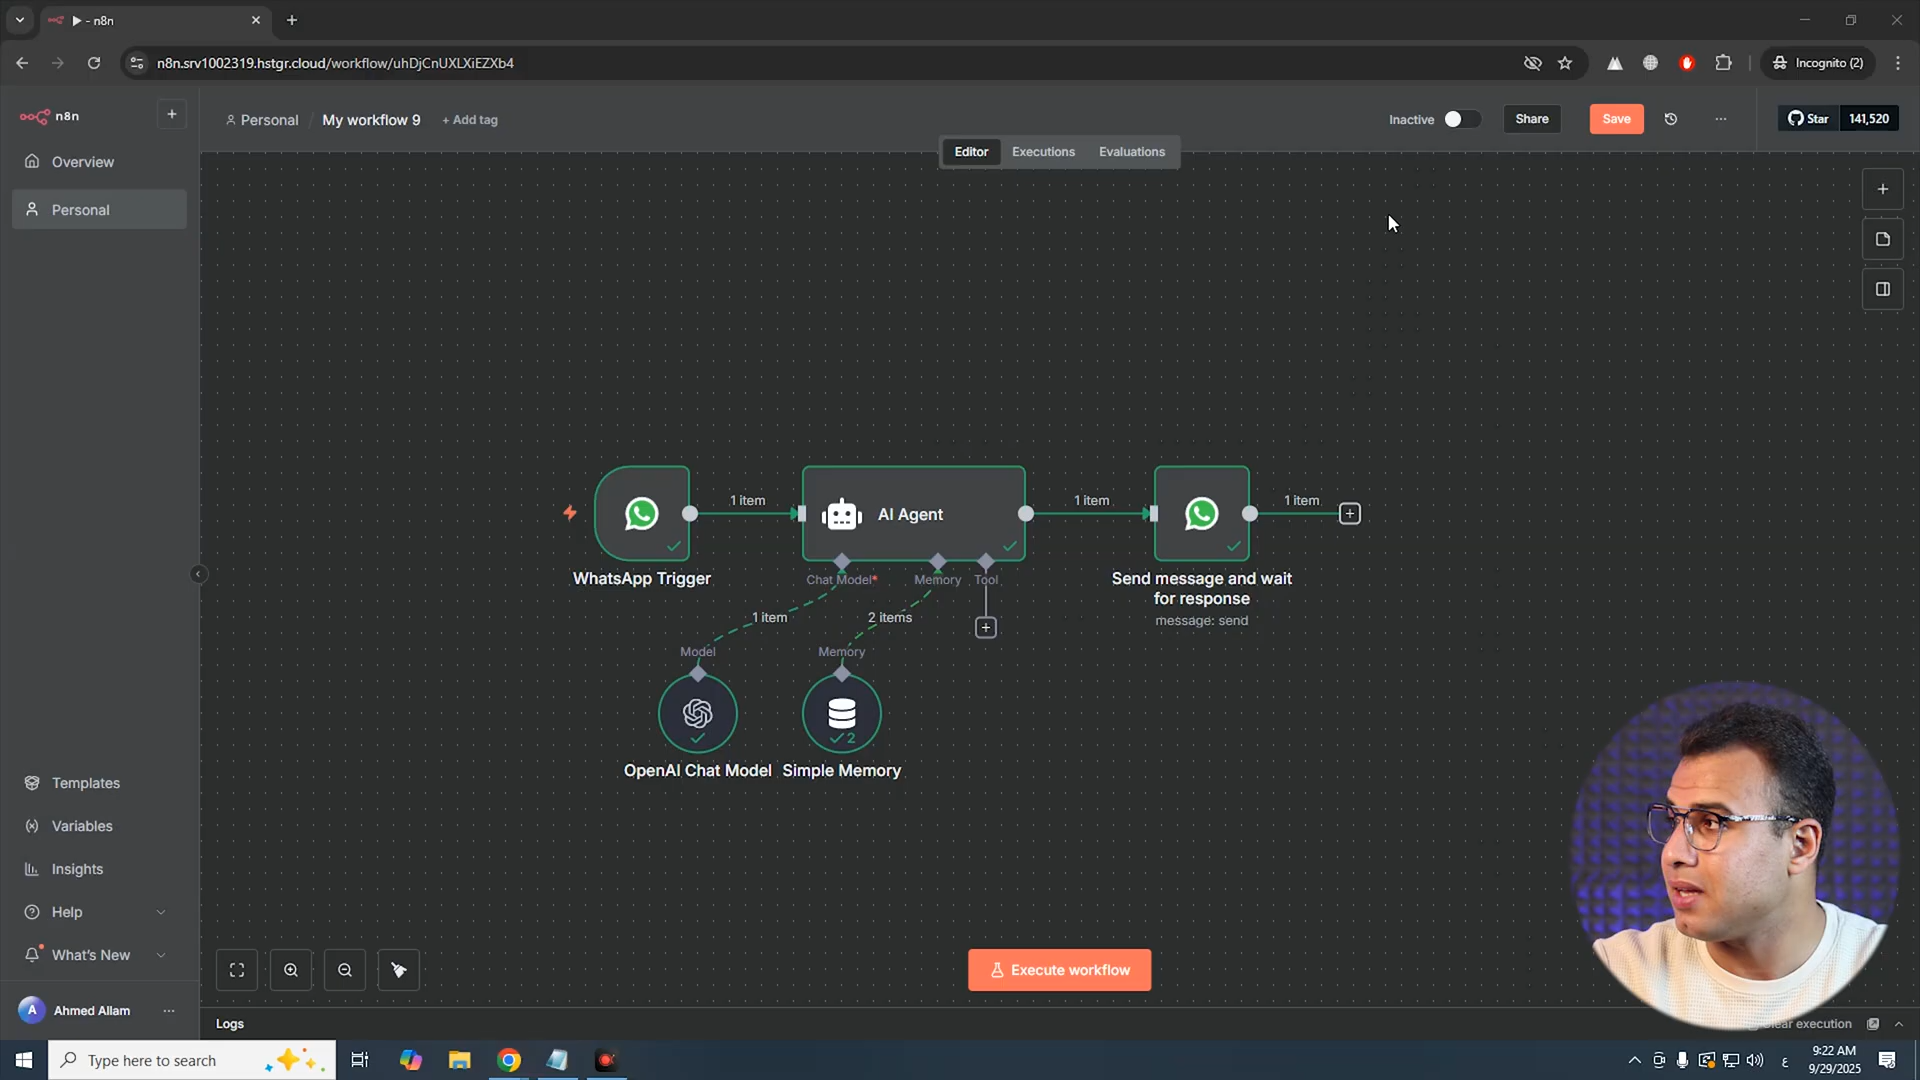 - n8n
n8n.srv1002319.hstgr.cloud/workflow/uhDjCnUXLXiEZXb4
Incognito (2)
n8n
Personal / My workflow 9 + Add tag
Inactive
Share
Save
Star 141,520
Editor Executions Evaluations
Overview
Personal
1 item
AI Agent
1 item
1 item
WhatsApp Trigger
Chat Model*
Memory
Tool
Send message and wait
for response
message: send
1 item
2 items
Model
Memory
2
OpenAI Chat Model
Simple Memory
Templates
Variables
Insights
Help
What's New
A Ahmed Allam
Execute workflow
Logs
Clear execution
Type here to search
ع
9:22 AM
9/29/2025